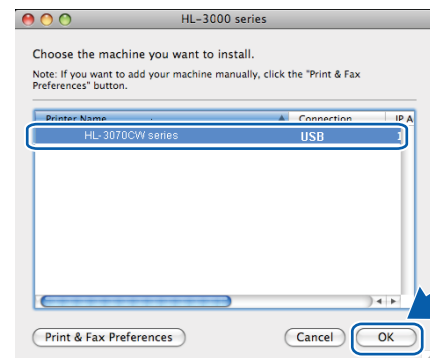 HL-3000 series
Choose the machine you want to install.
Note: If you want to add your machine manually, click the "Print & Fax
Preferences" button.
Printer Name Connection IP A
HL-3070CW series USB 1
Print & Fax Preferences Cancel OK